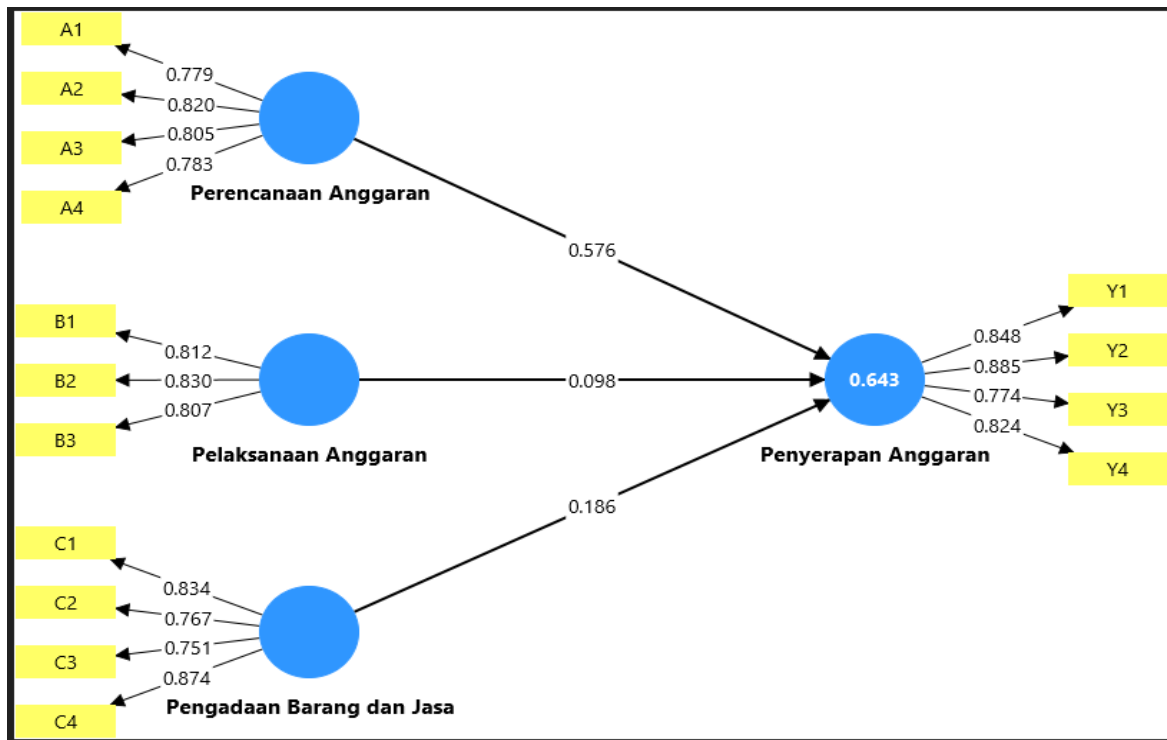 A1
0.779
A2
0.820
A3
0.805
A4
0.783
Perencanaan Anggaran
0.576
B1
0.812
B2
0.830
B3
0.807
Pelaksanaan Anggaran
0.098
C1
0.834
C2
0.767
C3
0.751
C4
0.874
Pengadaan Barang dan Jasa
0.186
0.643
Penyerapan Anggaran
Y1
0.848
Y2
0.885
Y3
0.774
Y4
0.824